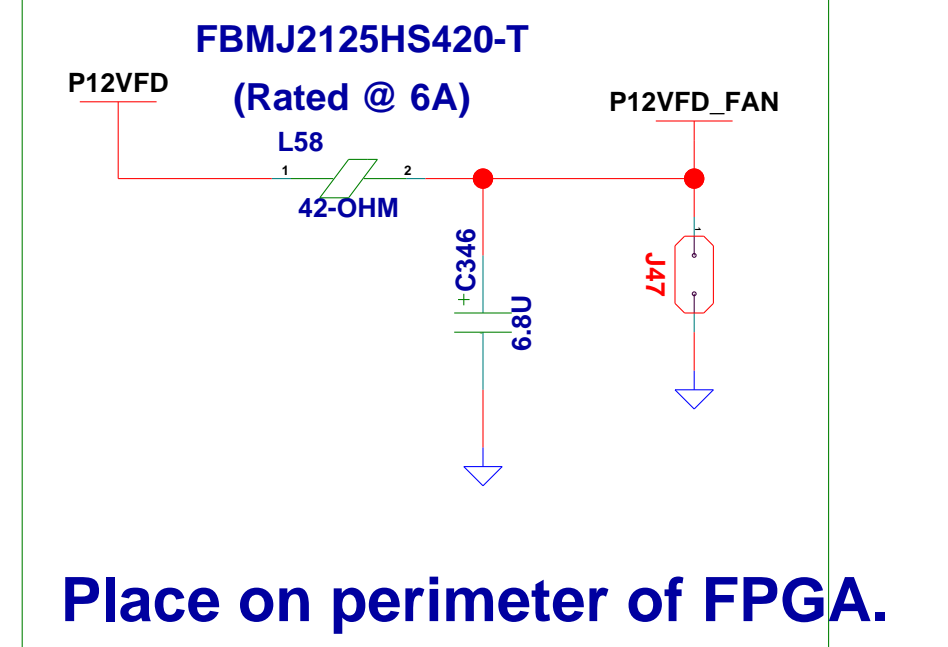 FBMJ2125HS420-T
(Rated @ 6A)
P12VFD
P12VFD_FAN
L58
1
2
42-OHM
+
C346
6.8U
1
J47
Place on perimeter of FPGA.